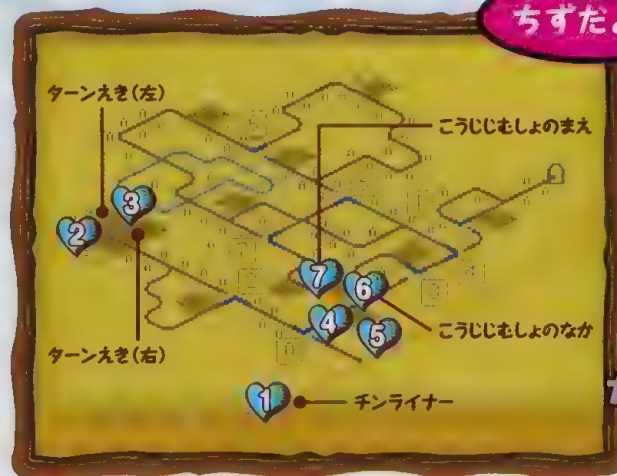 ちずだ
ターンえき(左)
こうじじむしょのまえ
3
2
7
6
4
5
ターンえき(右)
こうじじむしょのなか
1
チンライナー